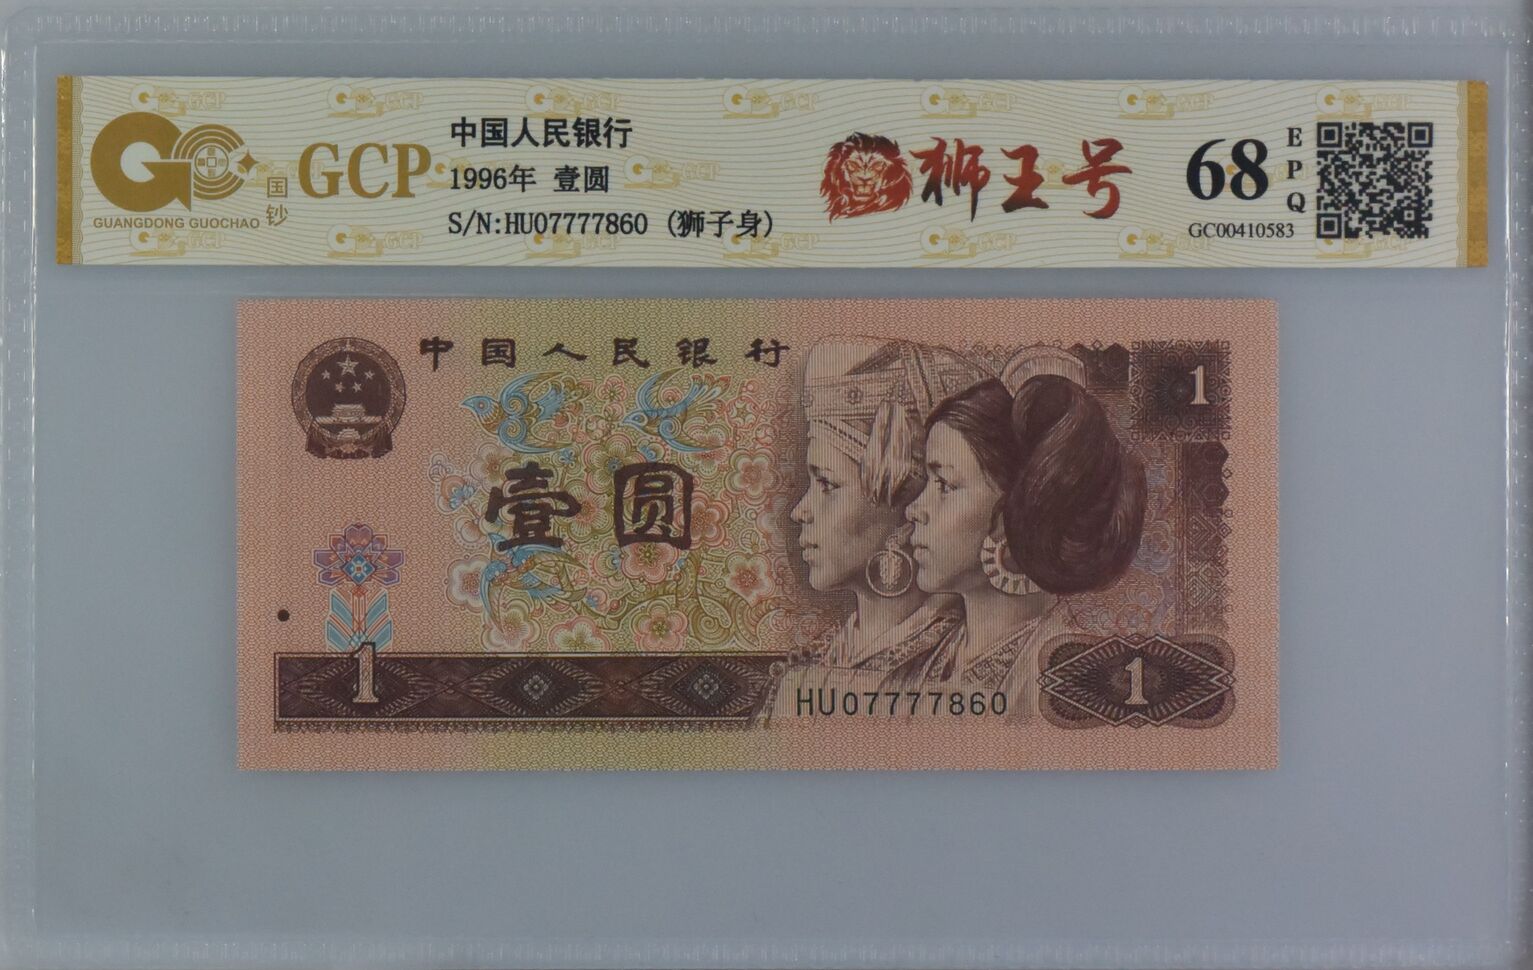 GCP
GUANGDONG GUOCHAO
国钞
中国人民银行
1996年 壹圆
S/N:HU07777860 (狮子身)
狮王号
68
EPQ
GC00410583
中国人民银行
1
壹圆
1
HU07777860
1